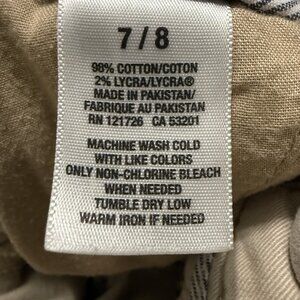 7 / 8
98% COTTON/COTON
2% LYCRA/LYCRA®
MADE IN PAKISTAN/
FABRIQUE AU PAKISTAN
RN 121726 CA 53201
MACHINE WASH COLD
WITH LIKE COLORS
ONLY NON-CHLORINE BLEACH
WHEN NEEDED
TUMBLE DRY LOW
WARM IRON IF NEEDED